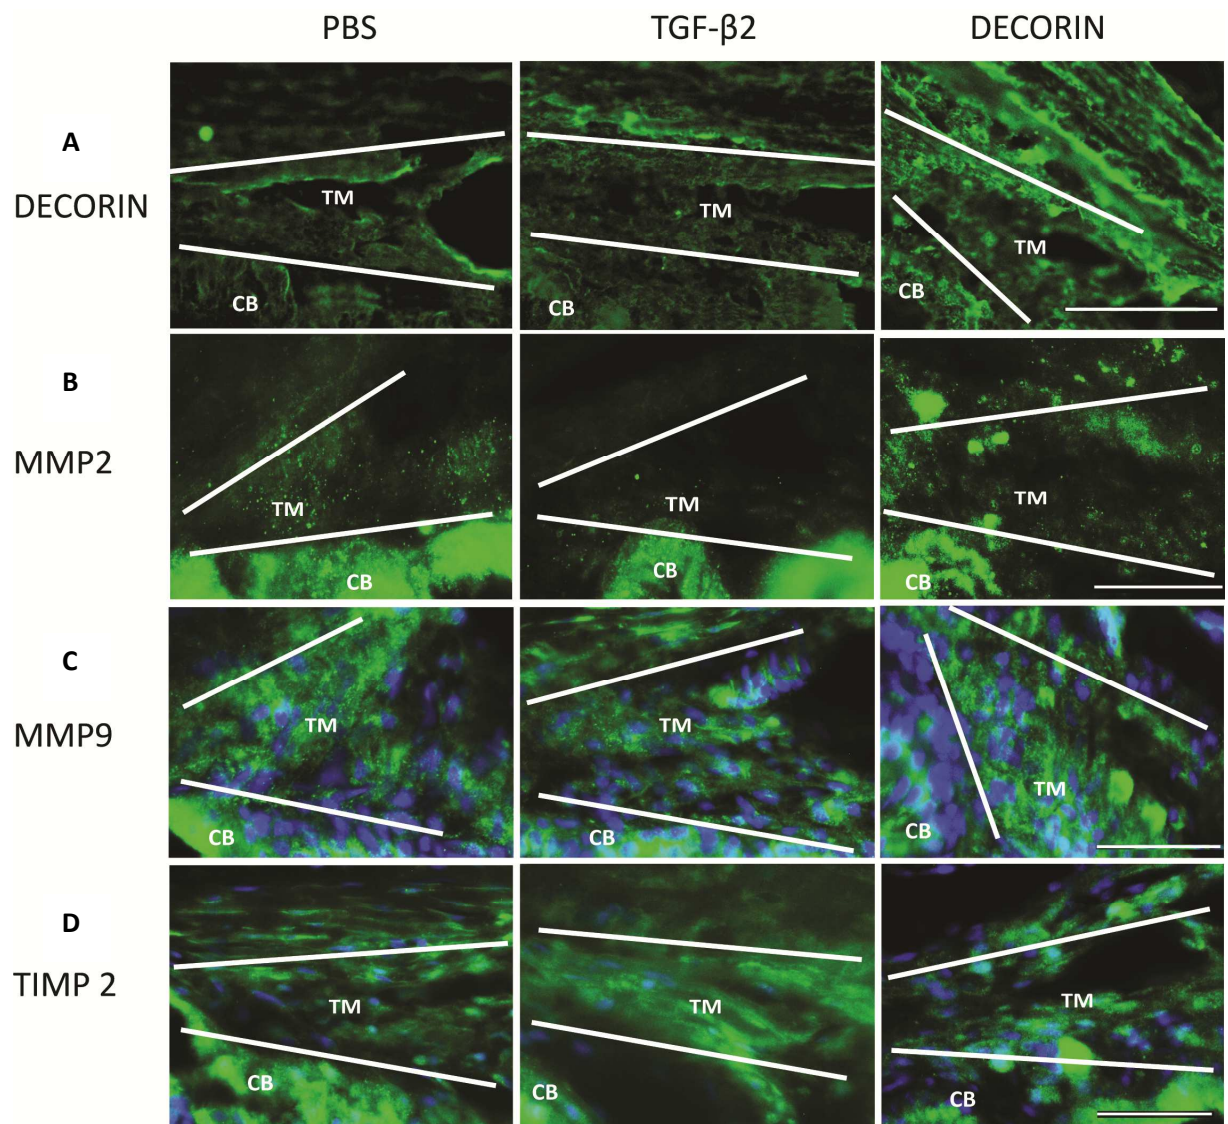 PBS TGF-β2 DECORIN
A
DECORIN
TM TM TM
CB CB CB
B
MMP2
TM TM TM
CB CB CB
C
MMP9
TM TM TM
CB CB CB
D
TIMP 2
TM TM TM
CB CB CB